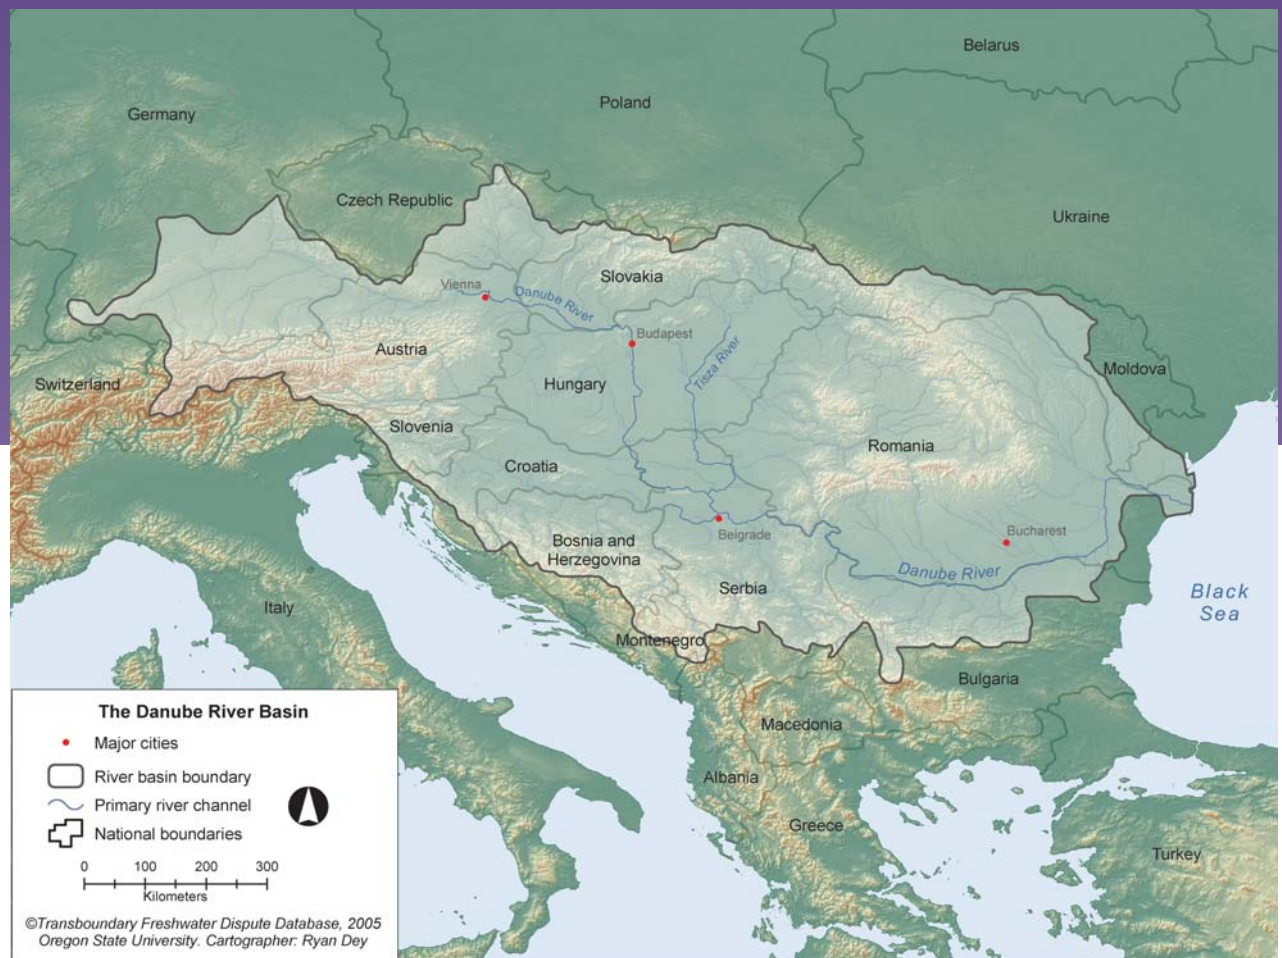 Belarus
Poland
Germany
Czech Republic
Ukraine
Slovakia
Vienna
Danube River
Budapest
Austria
Tisza River
Moldova
Switzerland
Hungary
Slovenia
Romania
Croatia
Belgrade
Bucharest
Bosnia and
Herzegovina
Danube River
Serbia
Black
Sea
Italy
Montenegro
Bulgaria
Macedonia
Albania
Greece
Turkey
The Danube River Basin
Major cities
River basin boundary
Primary river channel
National boundaries
0 100 200 300
Kilometers
©Transboundary Freshwater Dispute Database, 2005
Oregon State University. Cartographer: Ryan Dey